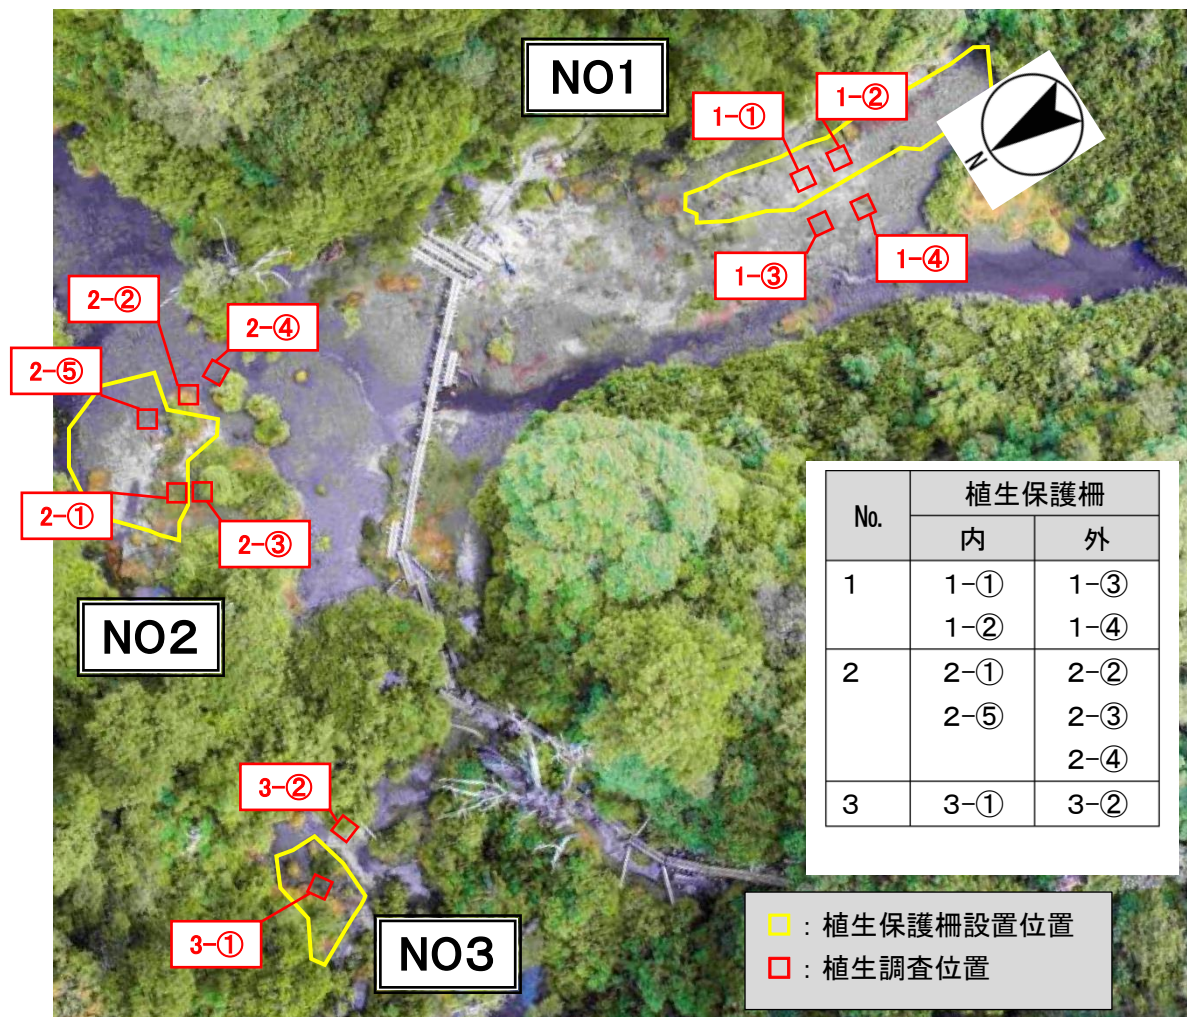 NO1
1-②
1-①
N
1-③
1-④
2-②
2-④
2-⑤
2-①
2-③
NO2
No.
植生保護柵
内
外
1
1-①
1-③
1-②
1-④
2
2-①
2-②
2-⑤
2-③
2-④
3
3-①
3-②
3-②
3-①
NO3
：植生保護柵設置位置
：植生調査位置